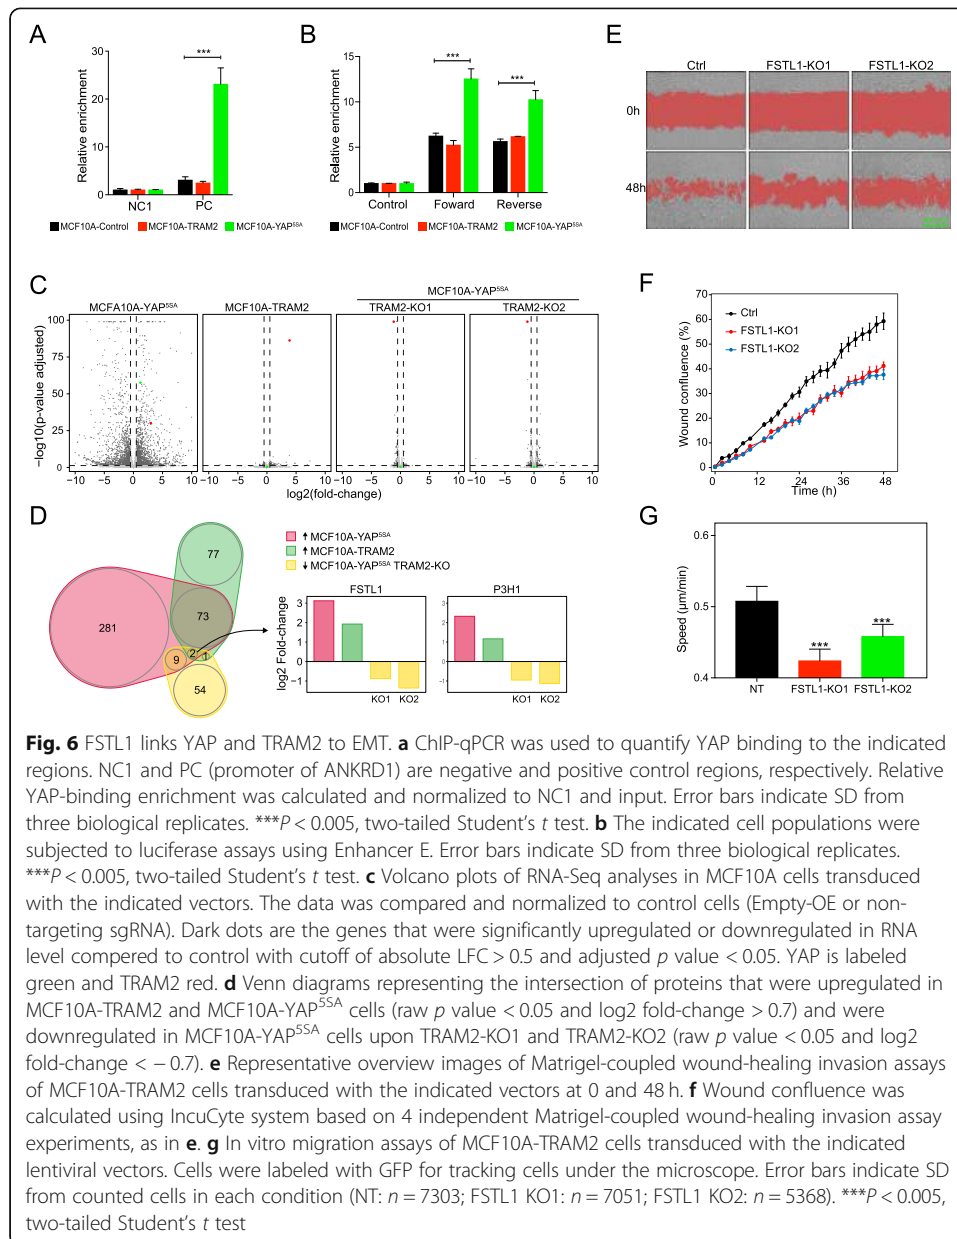 A
B
E
Relative enrichment
30
20
10
0
***
NC1
PC
Relative enrichment
20
15
10
5
0
***
***
Control
Foward
Reverse
MCF10A-Control
MCF10A-TRAM2
MCF10A-YAP5SA
MCF10A-Control
MCF10A-TRAM2
MCF10A-YAP5SA
Ctrl
FSTL1-KO1
FSTL1-KO2
0h
48h
C
MCF10A-YAP5SA
MCFA10A-YAP5SA
MCF10A-TRAM2
TRAM2-KO1
TRAM2-KO2
−log10(p-value adjusted)
100
75
50
25
0
−10 −5 0 5 10
−10 −5 0 5 10
−10 −5 0 5 10
−10 −5 0 5 10
log2(fold-change)
F
Wound confluence (%)
70
60
50
40
30
20
10
0
Ctrl
FSTL1-KO1
FSTL1-KO2
0 12 24 36 48
Time (h)
D
77
73
281
2
1
9
54
↑ MCF10A-YAP5SA
↑ MCF10A-TRAM2
↓ MCF10A-YAP5SA TRAM2-KO
FSTL1
P3H1
log2 Fold-change
3
2
1
0
−1
KO1 KO2
3
2
1
0
−1
KO1 KO2
G
Speed (μm/min)
0.6
0.5
0.4
***
***
NT
FSTL1-KO1
FSTL1-KO2
Fig. 6 FSTL1 links YAP and TRAM2 to EMT. a ChIP-qPCR was used to quantify YAP binding to the indicated
regions. NC1 and PC (promoter of ANKRD1) are negative and positive control regions, respectively. Relative
YAP-binding enrichment was calculated and normalized to NC1 and input. Error bars indicate SD from
three biological replicates. ***P < 0.005, two-tailed Student's t test. b The indicated cell populations were
subjected to luciferase assays using Enhancer E. Error bars indicate SD from three biological replicates.
***P < 0.005, two-tailed Student's t test. c Volcano plots of RNA-Seq analyses in MCF10A cells transduced
with the indicated vectors. The data was compared and normalized to control cells (Empty-OE or non-
targeting sgRNA). Dark dots are the genes that were significantly upregulated or downregulated in RNA
level compered to control with cutoff of absolute LFC > 0.5 and adjusted p value < 0.05. YAP is labeled
green and TRAM2 red. d Venn diagrams representing the intersection of proteins that were upregulated in
MCF10A-TRAM2 and MCF10A-YAP5SA cells (raw p value < 0.05 and log2 fold-change > 0.7) and were
downregulated in MCF10A-YAP5SA cells upon TRAM2-KO1 and TRAM2-KO2 (raw p value < 0.05 and log2
fold-change < − 0.7). e Representative overview images of Matrigel-coupled wound-healing invasion assays
of MCF10A-TRAM2 cells transduced with the indicated vectors at 0 and 48 h. f Wound confluence was
calculated using IncuCyte system based on 4 independent Matrigel-coupled wound-healing invasion assay
experiments, as in e. g In vitro migration assays of MCF10A-TRAM2 cells transduced with the indicated
lentiviral vectors. Cells were labeled with GFP for tracking cells under the microscope. Error bars indicate SD
from counted cells in each condition (NT: n = 7303; FSTL1 KO1: n = 7051; FSTL1 KO2: n = 5368). ***P < 0.005,
two-tailed Student's t test